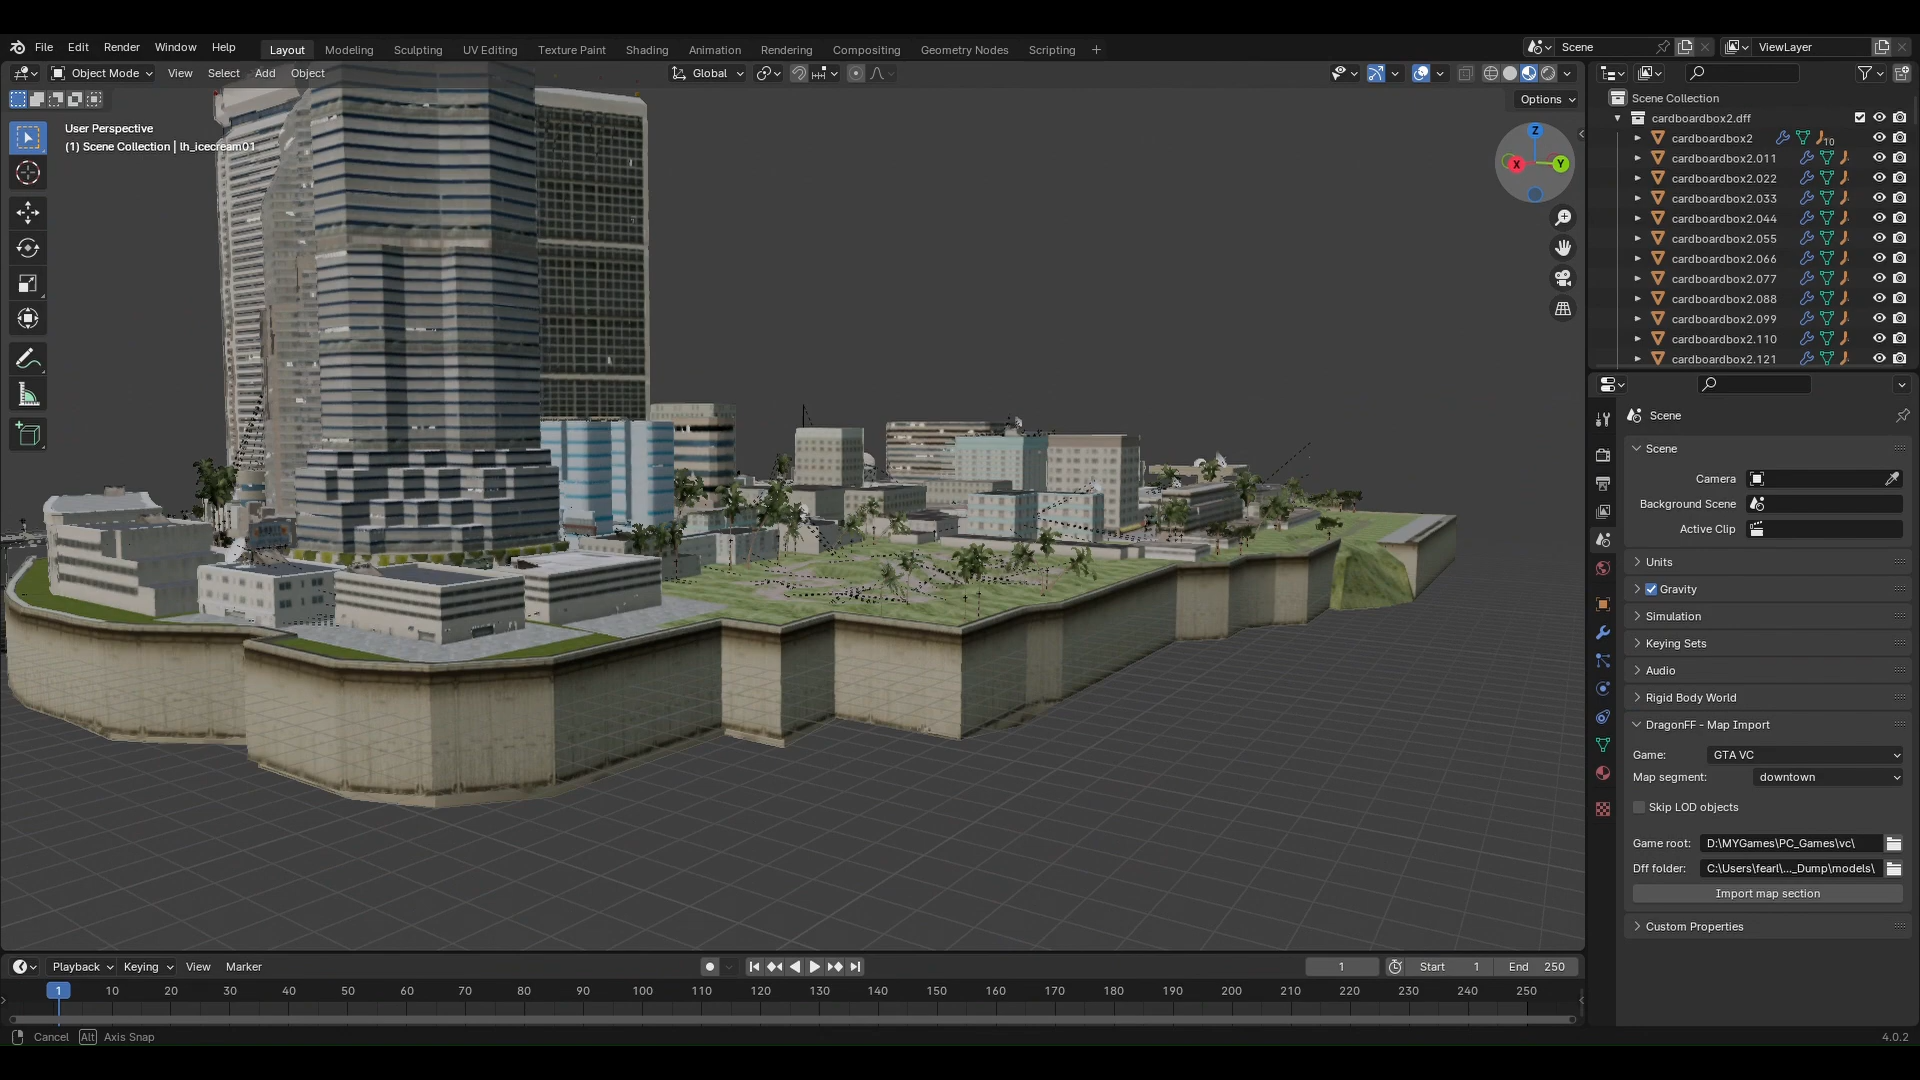 File Edit Render Window Help Layout Modeling Sculpting UV Editing Texture Paint Shading Animation Rendering Compositing Geometry Nodes Scripting + Scene ViewLayer
Object Mode View Select Add Object Global
Options
User Perspective
(1) Scene Collection | lh_icecream01
Z
X
Y
Scene Collection
cardboardbox2.dff
cardboardbox2 10
cardboardbox2.011
cardboardbox2.022
cardboardbox2.033
cardboardbox2.044
cardboardbox2.055
cardboardbox2.066
cardboardbox2.077
cardboardbox2.088
cardboardbox2.099
cardboardbox2.110
cardboardbox2.121
Scene
Scene
Camera
Background Scene
Active Clip
Units
Gravity
Simulation
Keying Sets
Audio
Rigid Body World
DragonFF - Map Import
Game: GTA VC
Map segment: downtown
Skip LOD objects
Game root: D:\MYGames\PC_Games\vc\
Dff folder: C:\Users\fearl\..._Dump\models\
Import map section
Custom Properties
Playback Keying View Marker 1 Start 1 End 250
1 10 20 30 40 50 60 70 80 90 100 110 120 130 140 150 160 170 180 190 200 210 220 230 240 250
Cancel Alt Axis Snap 4.0.2